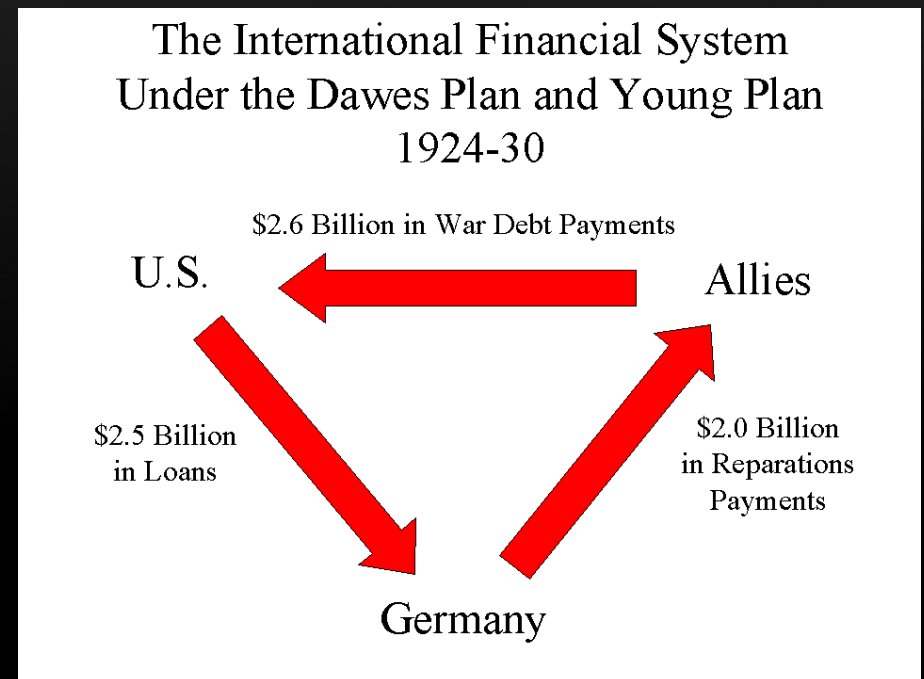 The International Financial System
Under the Dawes Plan and Young Plan
1924-30
$2.6 Billion in War Debt Payments
U.S.
Allies
$2.5 Billion
in Loans
$2.0 Billion
in Reparations
Payments
Germany